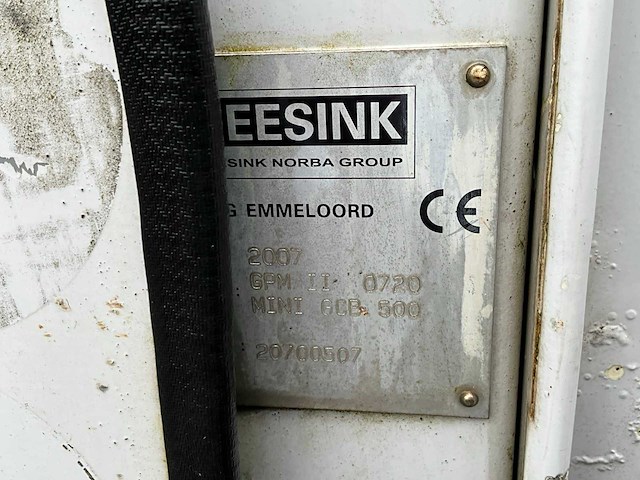 EESINK
SINK NORBA GROUP
G EMMELOORD CE
2007
GPM II 0720
MINI GCB 500
20700507